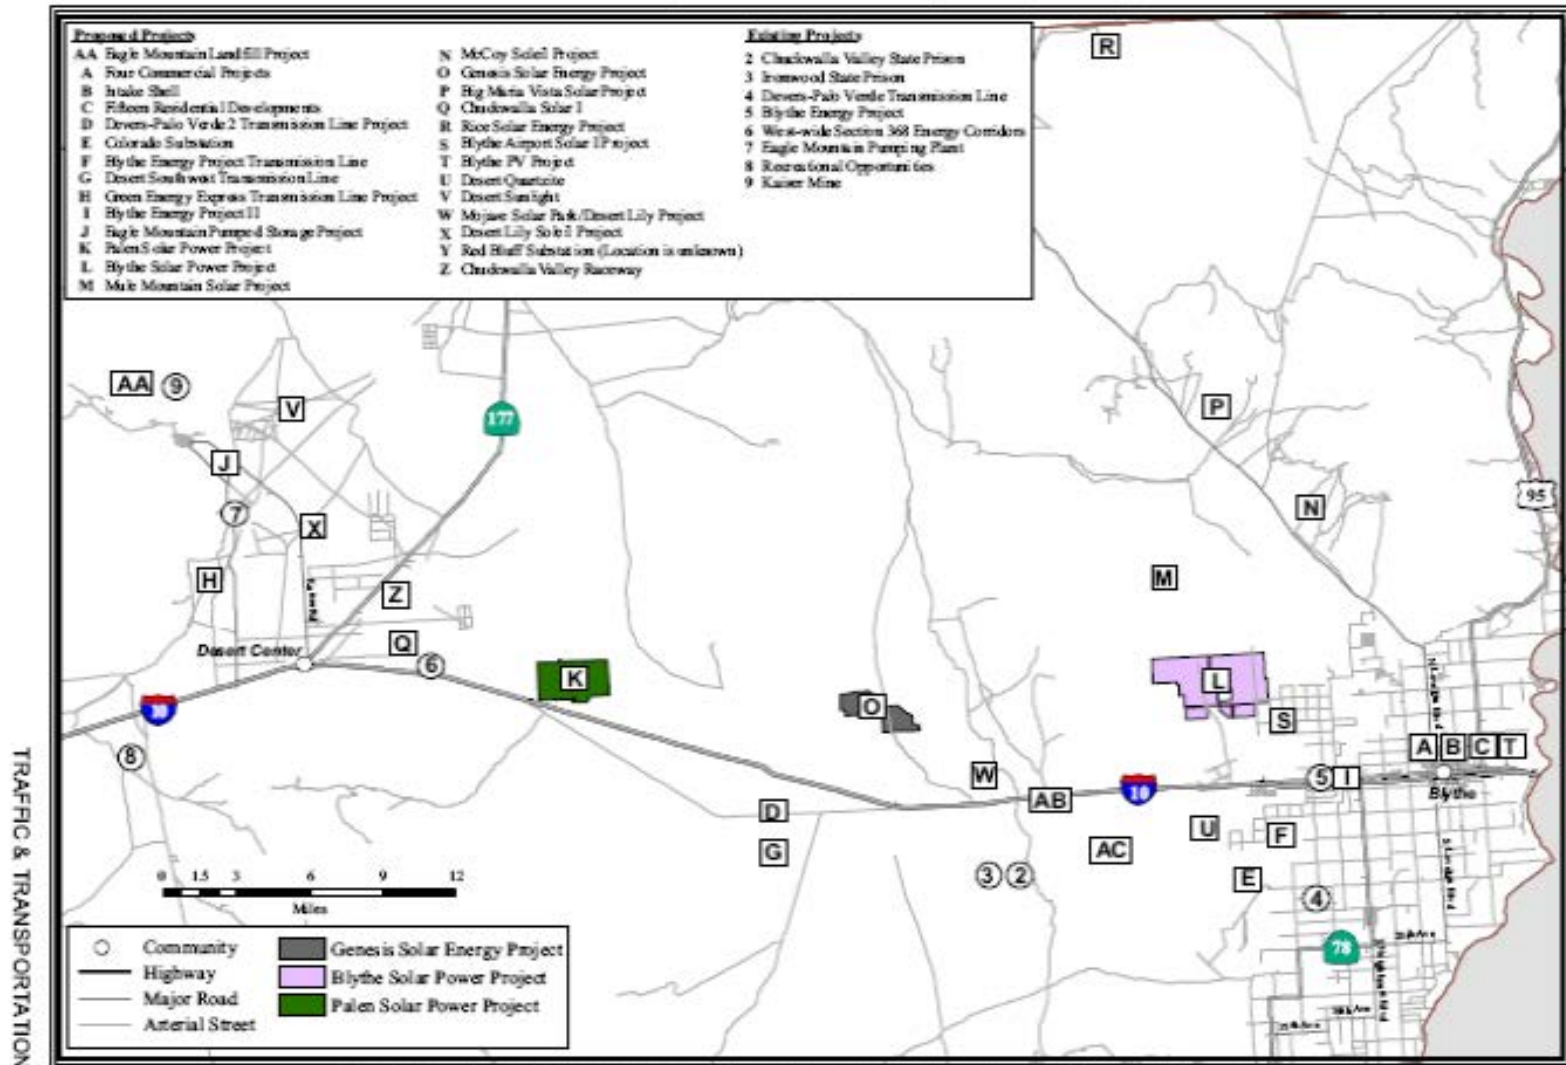 Proposed Projects
AA Eagle Mountain Landfill Project
A Four Commercial Projects
B Intake Shell
C Fifteen Residential Developments
D Devers-Palo Verde 2 Transmission Line Project
E Colorado Substation
F Blythe Energy Project Transmission Line
G Desert Southwest Transmission Line
H Green Energy Express Transmission Line Project
I Blythe Energy Project II
J Eagle Mountain Pumped Storage Project
K Palen Solar Power Project
L Blythe Solar Power Project
M Mule Mountain Solar Project
N McCoy Soleil Project
O Genesis Solar Energy Project
P Big Maria Vista Solar Project
Q Chuckwalla Solar I
R Rice Solar Energy Project
S Blythe Airport Solar I Project
T Blythe PV Project
U Desert Quartzite
V Desert Sunlight
W Mojave Solar Park/Desert Lily Project
X Desert Lily Soleil Project
Y Red Bluff Substation (Location is unknown)
Z Chuckwalla Valley Raceway
Existing Projects
2 Chuckwalla Valley State Prison
3 Ironwood State Prison
4 Devers-Palo Verde Transmission Line
5 Blythe Energy Project
6 West-wide Section 368 Energy Corridors
7 Eagle Mountain Pumping Plant
8 Recreational Opportunities
9 Kaiser Mine
R
AA 9
V
177
P
J
95
7
N
X
H
M
Z
Desert Center
Q
6
K
L
N Lovekin Blvd
10
O
S
8
W
A B C T
5 I
AB
10
Blythe
D
U
F
G
AC
3 2
E
4
S Lovekin Blvd
0 1.5 3 6 9 12
Miles
78
28th Ave
S Neighbours Blvd
Community
Highway
Major Road
Arterial Street
Genesis Solar Energy Project
Blythe Solar Power Project
Palen Solar Power Project
TRAFFIC & TRANSPORTATION